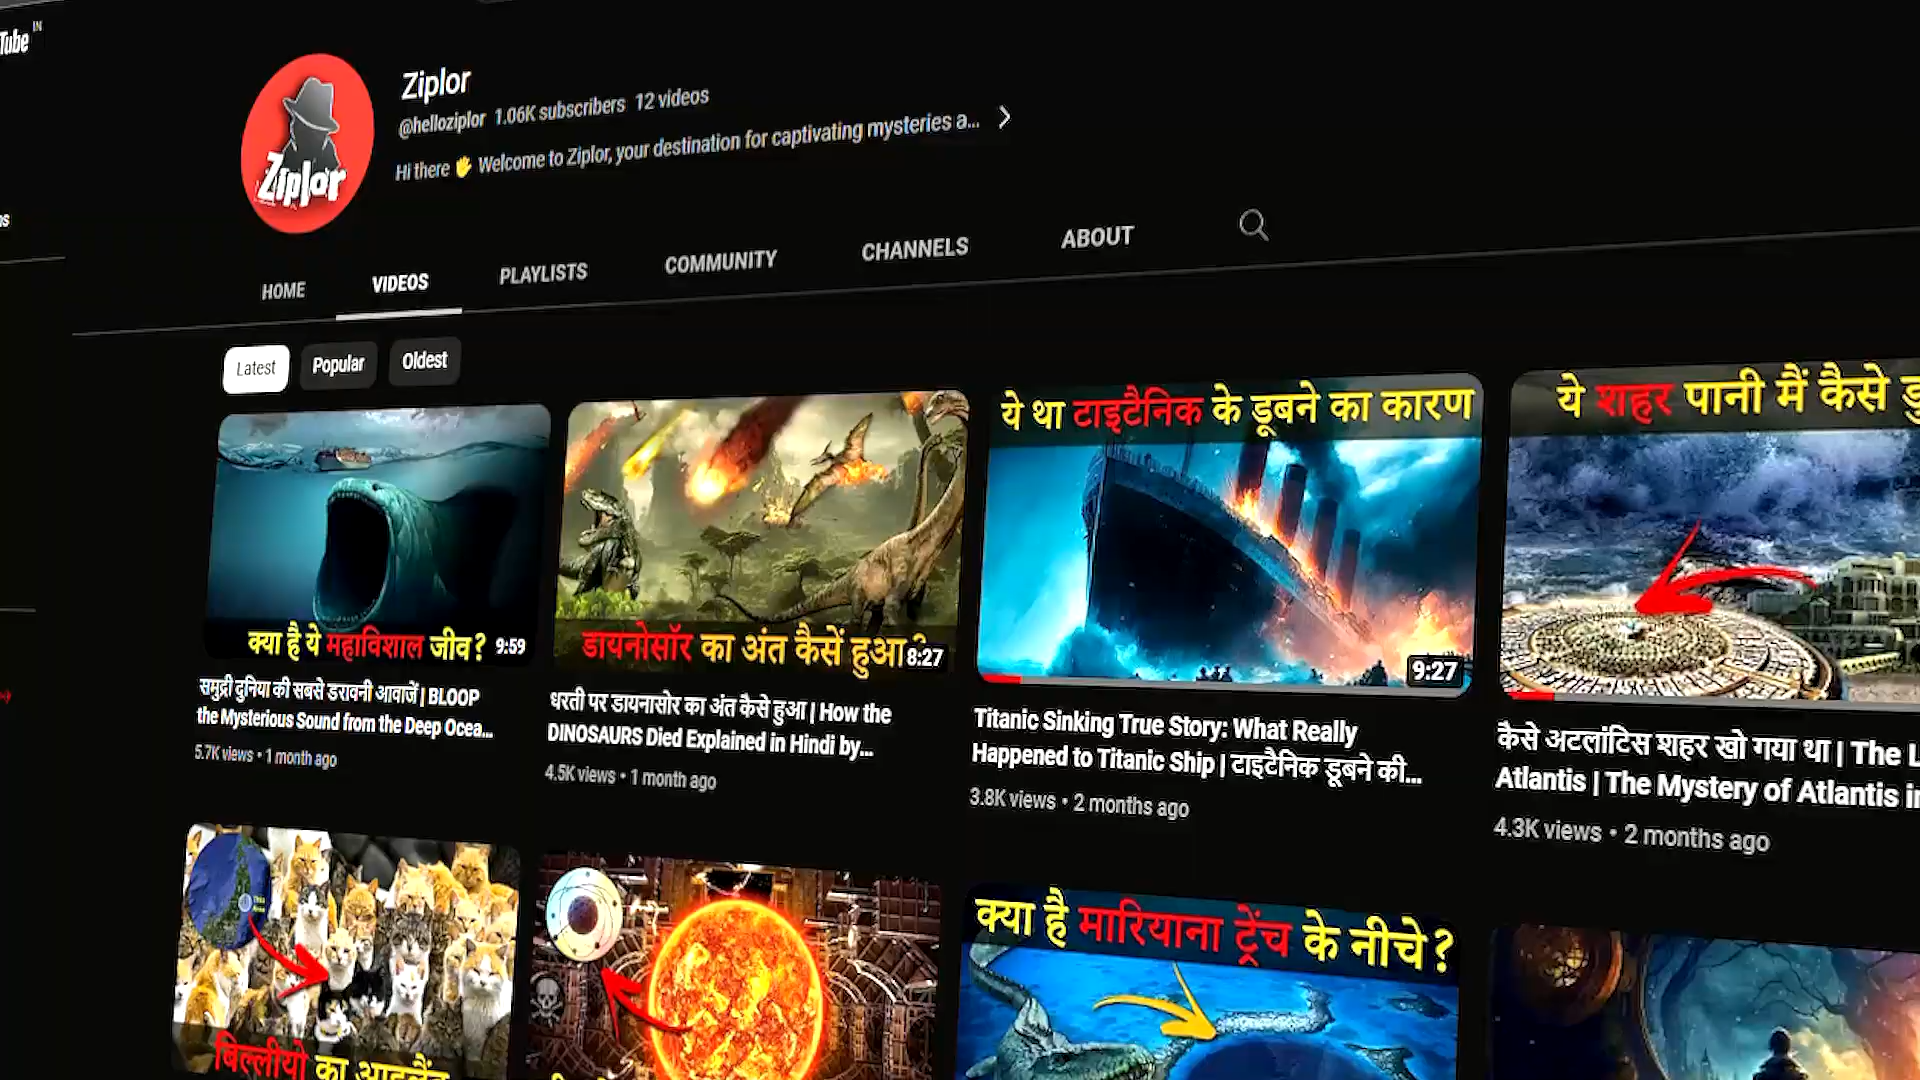 Tube IN
Ziplor
Ziplor
@helloziplor 1.06K subscribers 12 videos
Hi there 👋 Welcome to Ziplor, your destination for captivating mysteries a...
HOME
VIDEOS
PLAYLISTS
COMMUNITY
CHANNELS
ABOUT
Latest
Popular
Oldest
क्या है ये महाविशाल जीव?
9:59
समुद्री दुनिया की सबसे डरावनी आवाजें | BLOOP
the Mysterious Sound from the Deep Ocea...
5.7K views • 1 month ago
डायनोसॉर का अंत कैसें हुआ?
8:27
धरती पर डायनासोर का अंत कैसे हुआ | How the
DINOSAURS Died Explained in Hindi by...
4.5K views • 1 month ago
ये था टाइटैनिक के डूबने का कारण
9:27
Titanic Sinking True Story: What Really
Happened to Titanic Ship | टाइटैनिक डूबने की...
3.8K views • 2 months ago
ये शहर पानी मैं कैसे
कैसे अटलांटिस शहर खो गया था | The L
Atlantis | The Mystery of Atlantis in
4.3K views • 2 months ago
बिल्लीयो का आइलैंड
क्या है मारियाना ट्रेंच के नीचे?